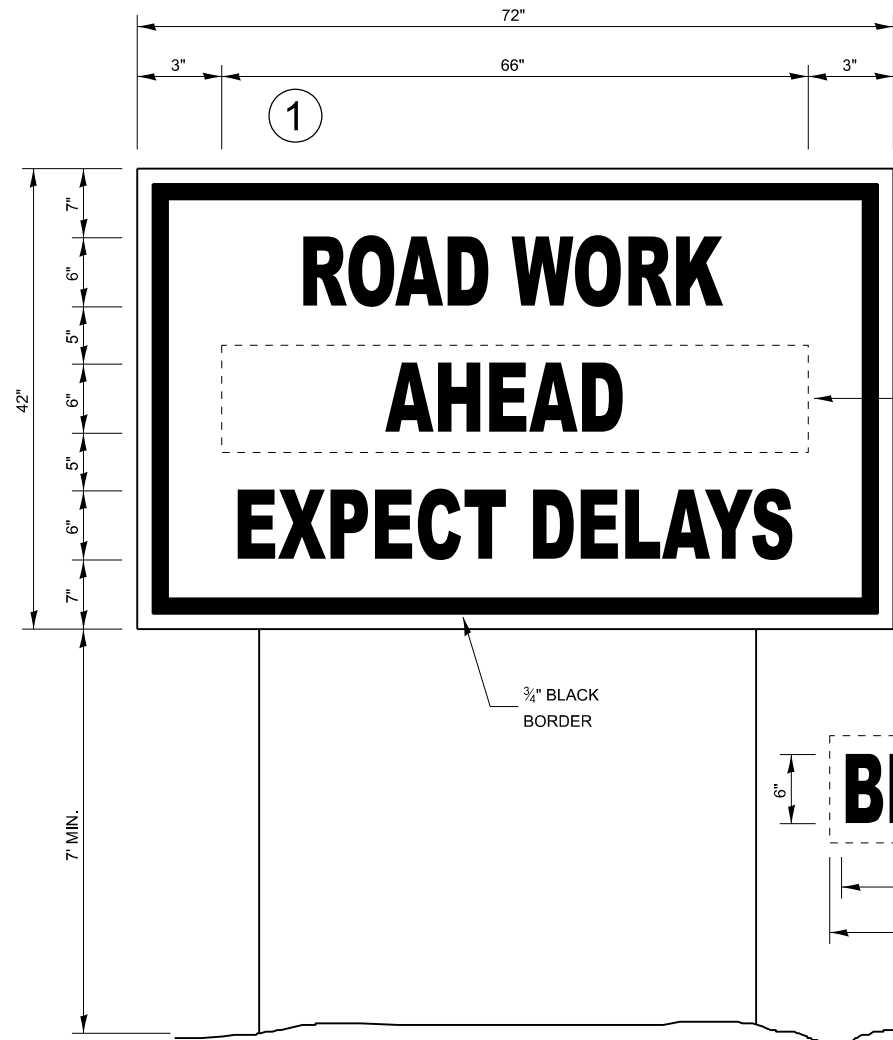 72"
3" 66" 3"
1
7"
6"
5"
6"
5"
6"
7"
42"
ROAD WORK
AHEAD
EXPECT DELAYS
¾" BLACK
BORDER
7' MIN.
6"